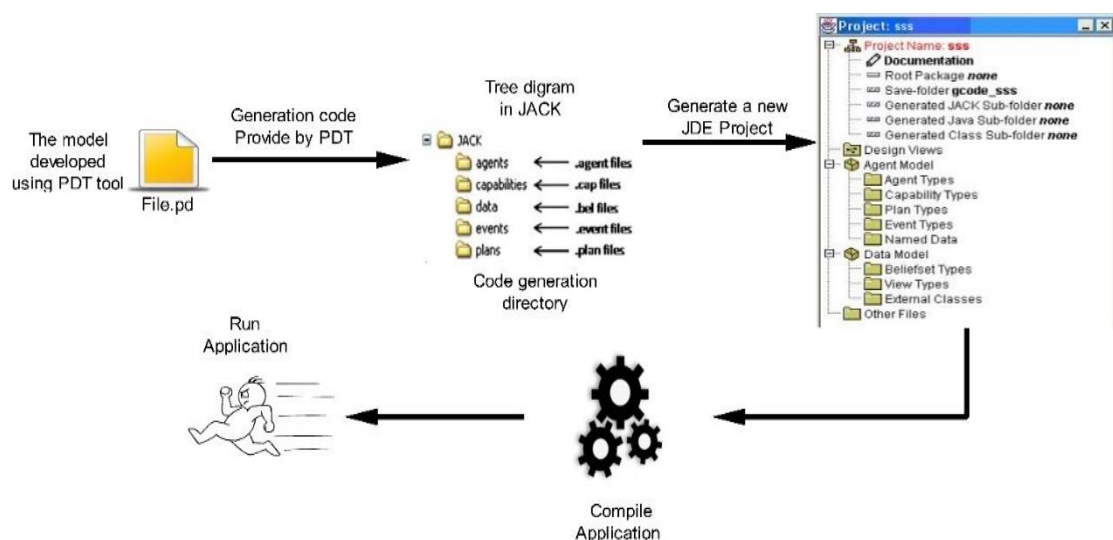 The model
developed
using PDT tool
File.pd
Generation code
Provide by PDT
Tree digram
in JACK
JACK
agents .agent files
capabilities .cap files
data .bel files
events .event files
plans .plan files
Code generation
directory
Generate a new
JDE Project
Project: sss
Project Name: sss
Documentation
Root Package none
Save-folder gcode_sss
Generated JACK Sub-folder none
Generated Java Sub-folder none
Generated Class Sub-folder none
Design Views
Agent Model
Agent Types
Capability Types
Plan Types
Event Types
Named Data
Data Model
Beliefset Types
View Types
External Classes
Other Files
Compile
Application
Run
Application